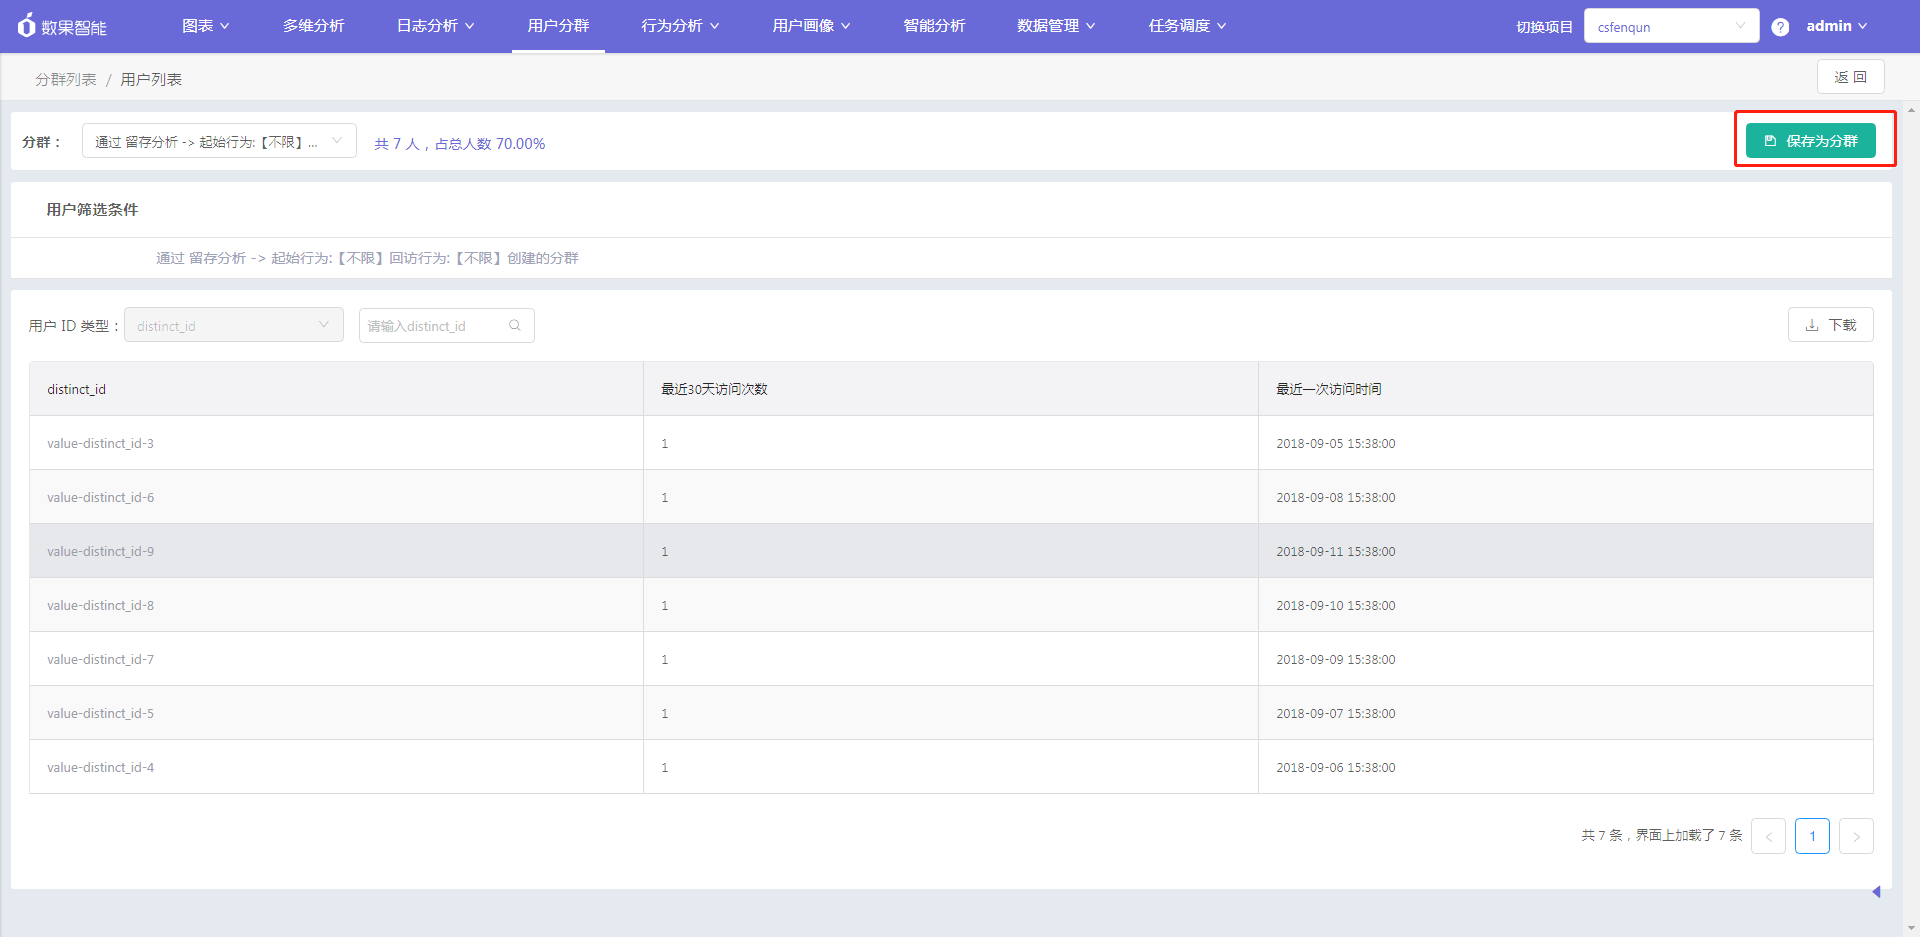 数果智能 图表 多维分析 日志分析 用户分群 行为分析 用户画像 智能分析 数据管理 任务调度 切换项目 csfenqun ? admin
分群列表 / 用户列表 返 回
分群： 通过 留存分析 -> 起始行为:【不限】... 共 7 人，占总人数 70.00% 保存为分群
用户筛选条件
通过 留存分析 -> 起始行为:【不限】回访行为:【不限】创建的分群
用户 ID 类型： distinct_id 请输入distinct_id 下载
distinct_id 最近30天访问次数 最近一次访问时间
value-distinct_id-3 1 2018-09-05 15:38:00
value-distinct_id-6 1 2018-09-08 15:38:00
value-distinct_id-9 1 2018-09-11 15:38:00
value-distinct_id-8 1 2018-09-10 15:38:00
value-distinct_id-7 1 2018-09-09 15:38:00
value-distinct_id-5 1 2018-09-07 15:38:00
value-distinct_id-4 1 2018-09-06 15:38:00
共 7 条，界面上加载了 7 条 < 1 >